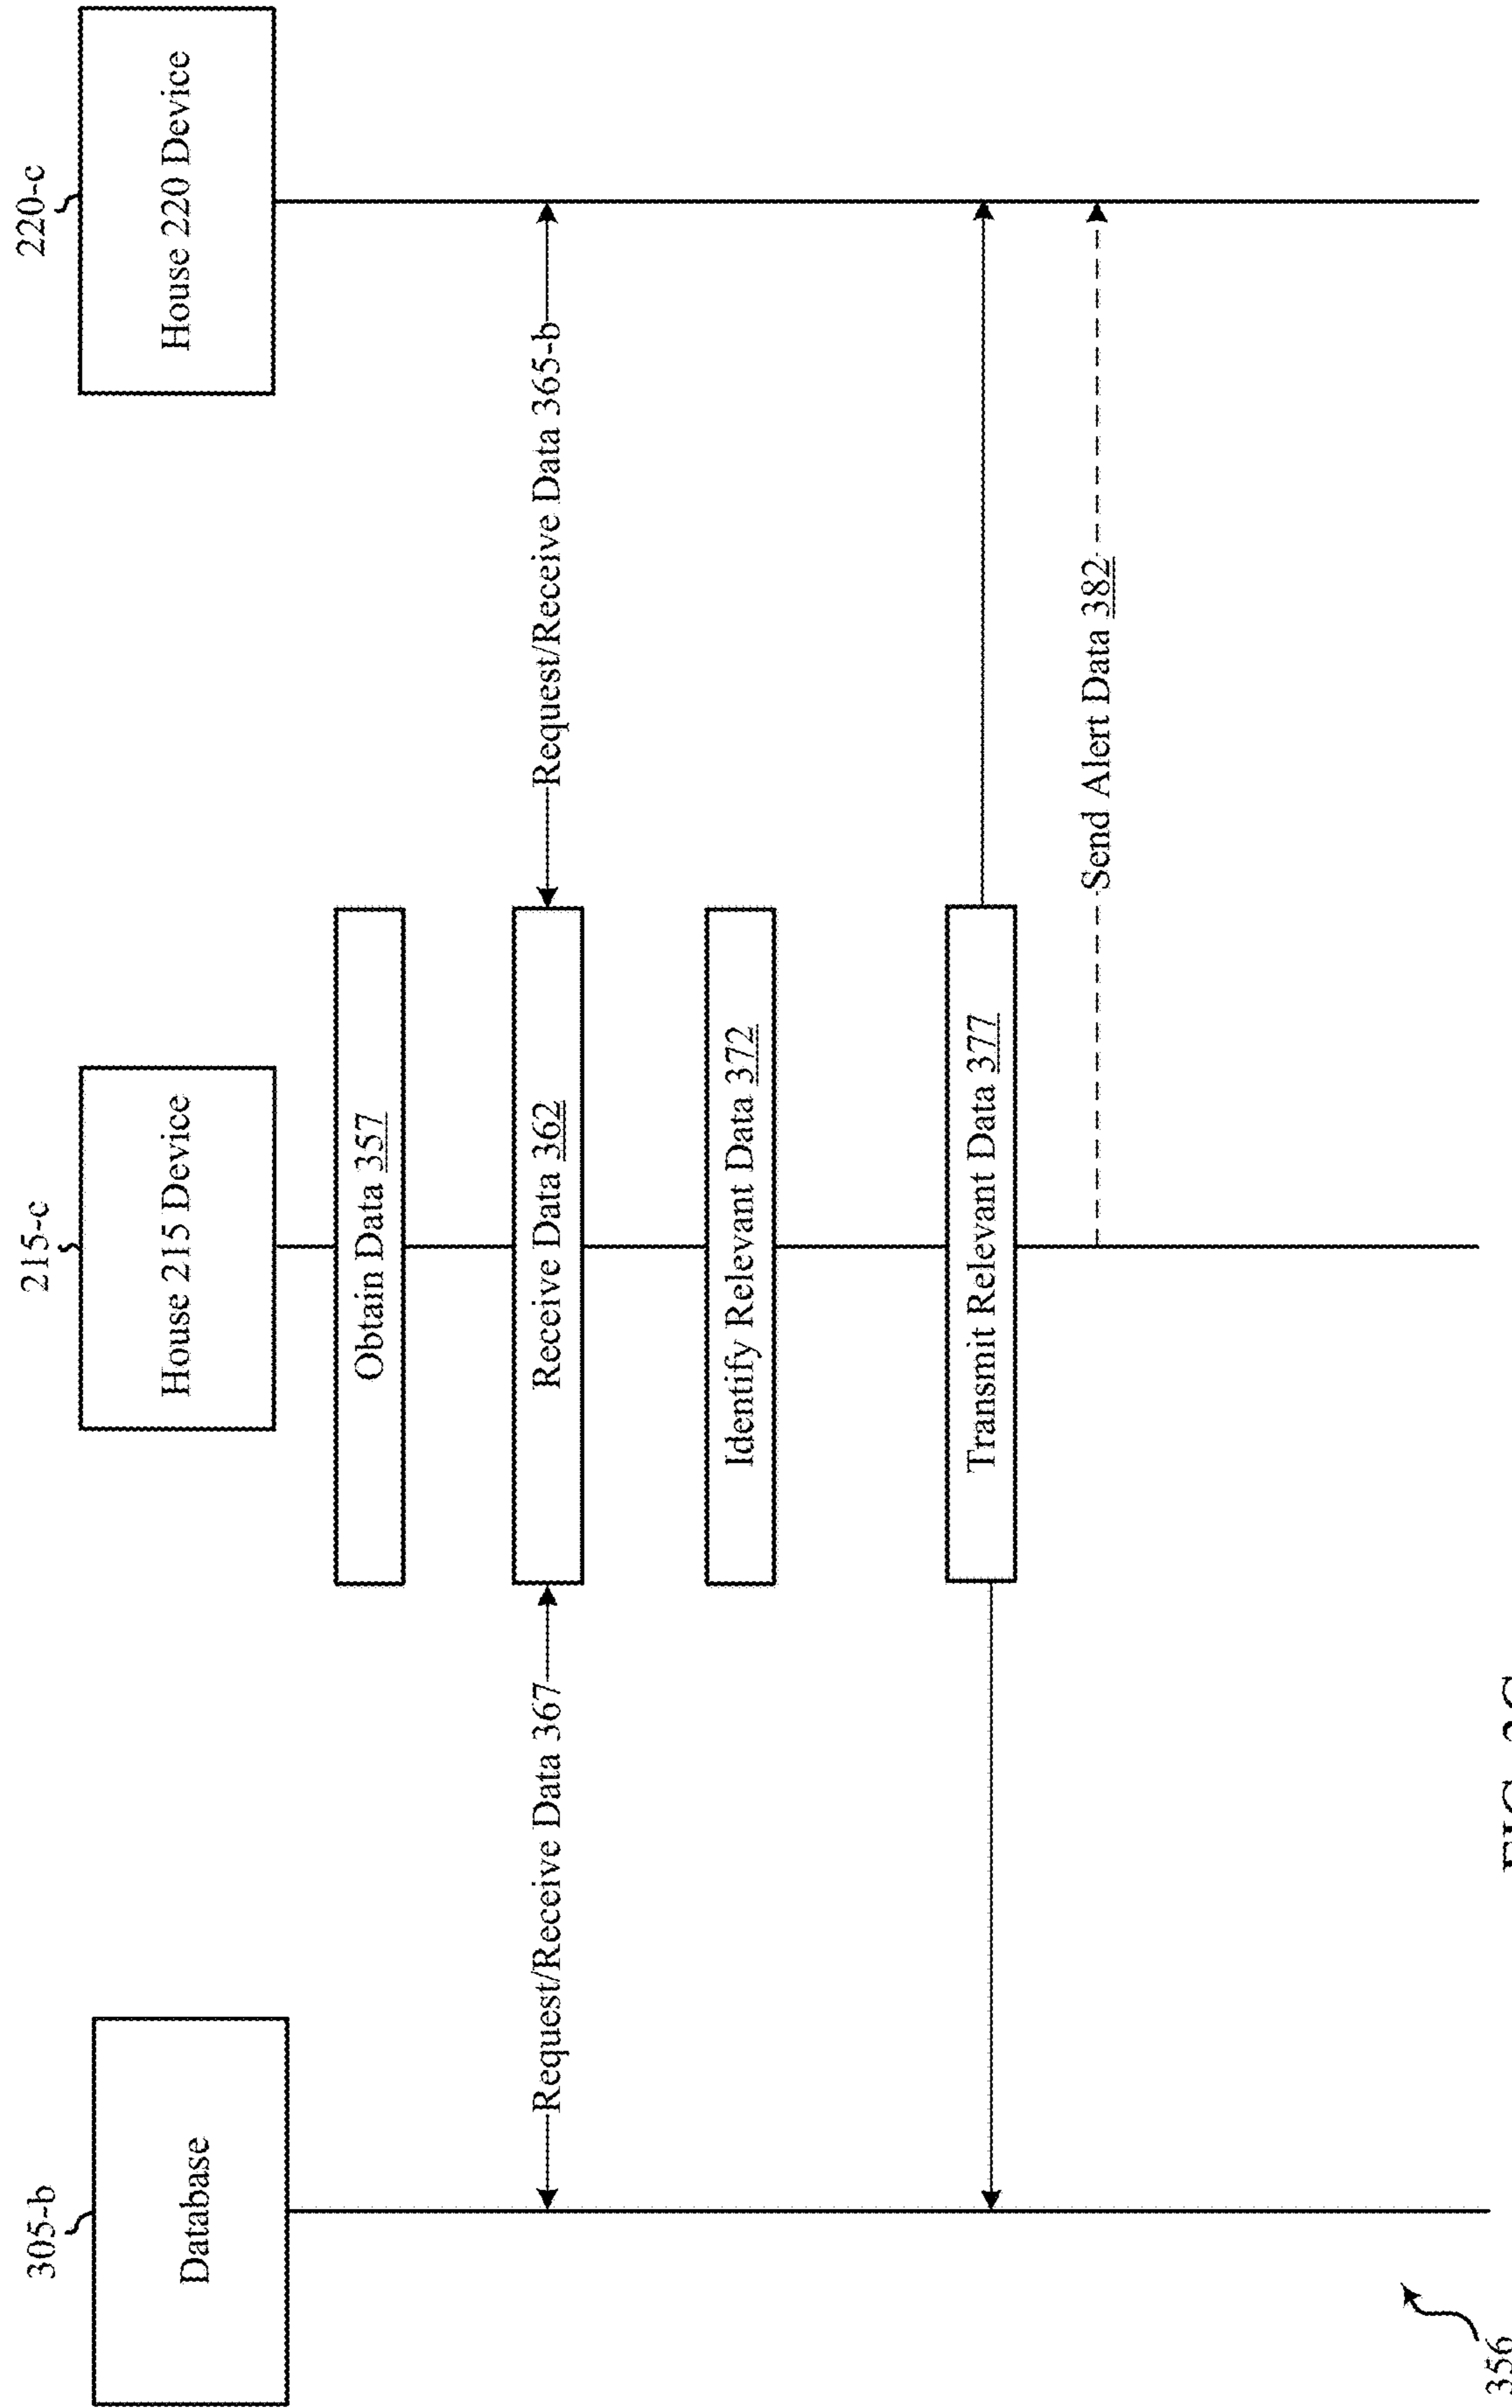 305-b
215-c
220-c
Database
House 215 Device
House 220 Device
Obtain Data 357
Request/Receive Data 367
Receive Data 362
Request/Receive Data 365-b
Identify Relevant Data 372
Transmit Relevant Data 377
Send Alert Data 382
356